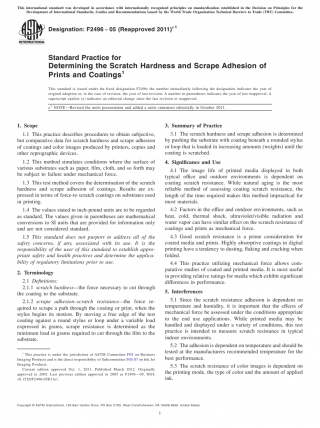 This international standard was developed in accordance with internationally recognized principles on standardization established in the Decision on Principles for the
Development of International Standards, Guides and Recommendations issued by the World Trade Organization Technical Barriers to Trade (TBT) Committee.
Designation: F2496 − 05 (Reapproved 2011)ε1
Standard Practice for
Determining the Scratch Hardness and Scrape Adhesion of
Prints and Coatings1
This standard is issued under the fixed designation F2496; the number immediately following the designation indicates the year of
original adoption or, in the case of revision, the year of last revision. A number in parentheses indicates the year of last reapproval. A
superscript epsilon (ε) indicates an editorial change since the last revision or reapproval.
ε1 NOTE—Revised the units presentation and added a units statement editorially in October 2011.
1. Scope
1.1 This practice describes procedures to obtain subjective,
but comparative data for scratch hardness and scrape adhesion
of coatings and color images produced by printers, copies and
other reprographic devices.
1.2 This method simulates conditions where the surface of
various substrates such as paper, film, cloth, and so forth may
be subject to failure under mechanical force.
1.3 This test method covers the determination of the scratch
hardness and scrape adhesion of coatings. Results are ex-
pressed in terms of force-to-scratch coatings on substrates used
in printing.
1.4 The values stated in inch-pound units are to be regarded
as standard. The values given in parentheses are mathematical
conversions to SI units that are provided for information only
and are not considered standard.
1.5 This standard does not purport to address all of the
safety concerns, if any, associated with its use. It is the
responsibility of the user of this standard to establish appro-
priate safety and health practices and determine the applica-
bility of regulatory limitations prior to use.
2. Terminology
2.1 Definitions:
2.1.1 scratch hardness—the force necessary to cut through
the coating to the substrate.
2.1.2 scrape adhesion-scratch resistance—the force re-
quired to scrape a path through the coating or print, when the
stylus begins its motion. By moving a free edge of the test
coating against a round stylus or loop under a variable load
expressed in grams, scrape resistance is determined as the
minimum load in grams required to cut through the film to the
substrate.
1 This practice is under the jurisdiction of ASTM Committee F05 on Business
Imaging Products and is the direct responsibility of Subcommittee F05.07 on Ink Jet
Imaging Products.
Current edition approved Oct. 1, 2011. Published March 2012. Originally
approved in 2005. Last previous edition approved in 2005 as F2496 – 05. DOI:
10.1520/F2496-05R11E01.
3. Summary of Practice
3.1 The scratch hardness and scrape adhesion is determined
by pushing the substrate with coating beneath a rounded stylus
or loop that is loaded in increasing amounts (weights) until the
coating is scratched.
4. Significance and Use
4.1 The image life of printed media displayed in both
typical office and outdoor environments is dependent on
coating scratch resistance. While natural aging is the most
reliable method of assessing coating scratch resistance, the
length of the time required makes this method impractical for
most materials.
4.2 Factors in the office and outdoor environments, such as
heat, cold, thermal shock, ultraviolet/visible radiation and
water vapor can have similar effect on the scratch resistance of
coatings and prints as mechanical force.
4.3 Good scratch resistance is a prime consideration for
coated media and prints. Highly absorptive coatings in digital
printing have a tendency to dusting, flaking and cracking when
folded.
4.4 This practice utilizing mechanical force allows com-
parative studies of coated and printed media. It is most useful
in providing relative ratings for media which exhibit significant
differences in performance.
5. Interferences
5.1 Since the scratch resistance adhesion is dependent on
temperature and humidity, it is important that the effects of
mechanical force be assessed under the conditions appropriate
to the end use applications. While printed media may be
handled and displayed under a variety of conditions, this test
practice is intended to measure scratch resistance in typical
indoor environments.
5.2 The adhesion is dependent on temperature and should be
tested at the manufacturers recommended temperature for the
best performance.
5.3 The scratch resistance of color images is dependent on
the printing mode, the type of color and the amount of applied
ink.
Copyright © ASTM International, 100 Barr Harbor Drive, PO Box C700, West Conshohocken, PA 19428-2959. United States
1